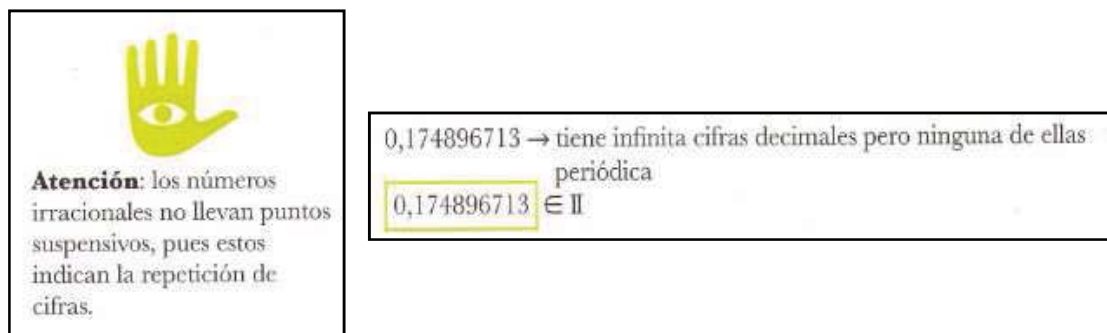 Atención: los números
irracionales no llevan puntos
suspensivos, pues estos
indican la repetición de
cifras.
0,174896713 → tiene infinita cifras decimales pero ninguna de ellas
periódica
0,174896713 ∈ 𝕀